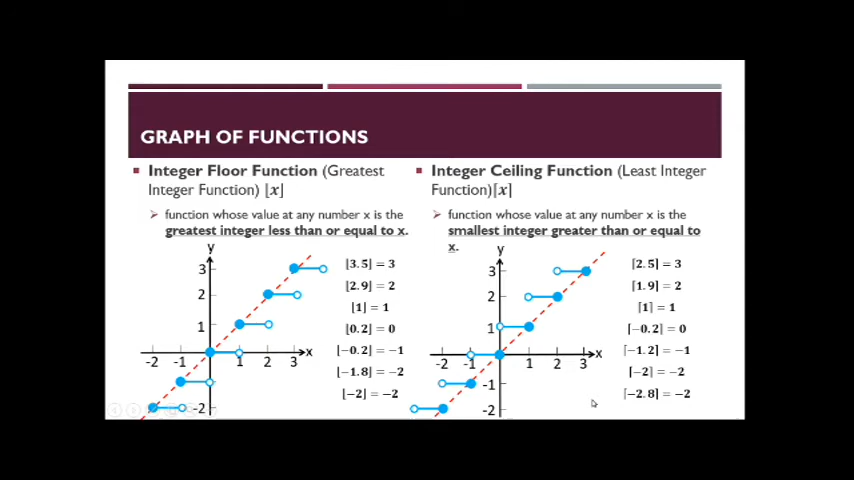 GRAPH OF FUNCTIONS
Integer Floor Function (Greatest
Integer Function) ⌊x⌋
function whose value at any number x is the
greatest integer less than or equal to x.
y
3
2
1
-2 -1 1 2 3 x
-2
⌊3.5⌋ = 3
⌊2.9⌋ = 2
⌊1⌋ = 1
⌊0.2⌋ = 0
⌊−0.2⌋ = −1
⌊−1.8⌋ = −2
⌊−2⌋ = −2
Integer Ceiling Function (Least Integer
Function)⌈x⌉
function whose value at any number x is the
smallest integer greater than or equal to
x.
y
3
2
1
-2 -1 1 2 3 x
-1
-2
⌈2.5⌉ = 3
⌈1.9⌉ = 2
⌈1⌉ = 1
⌈−0.2⌉ = 0
⌈−1.2⌉ = −1
⌈−2⌉ = −2
⌈−2.8⌉ = −2